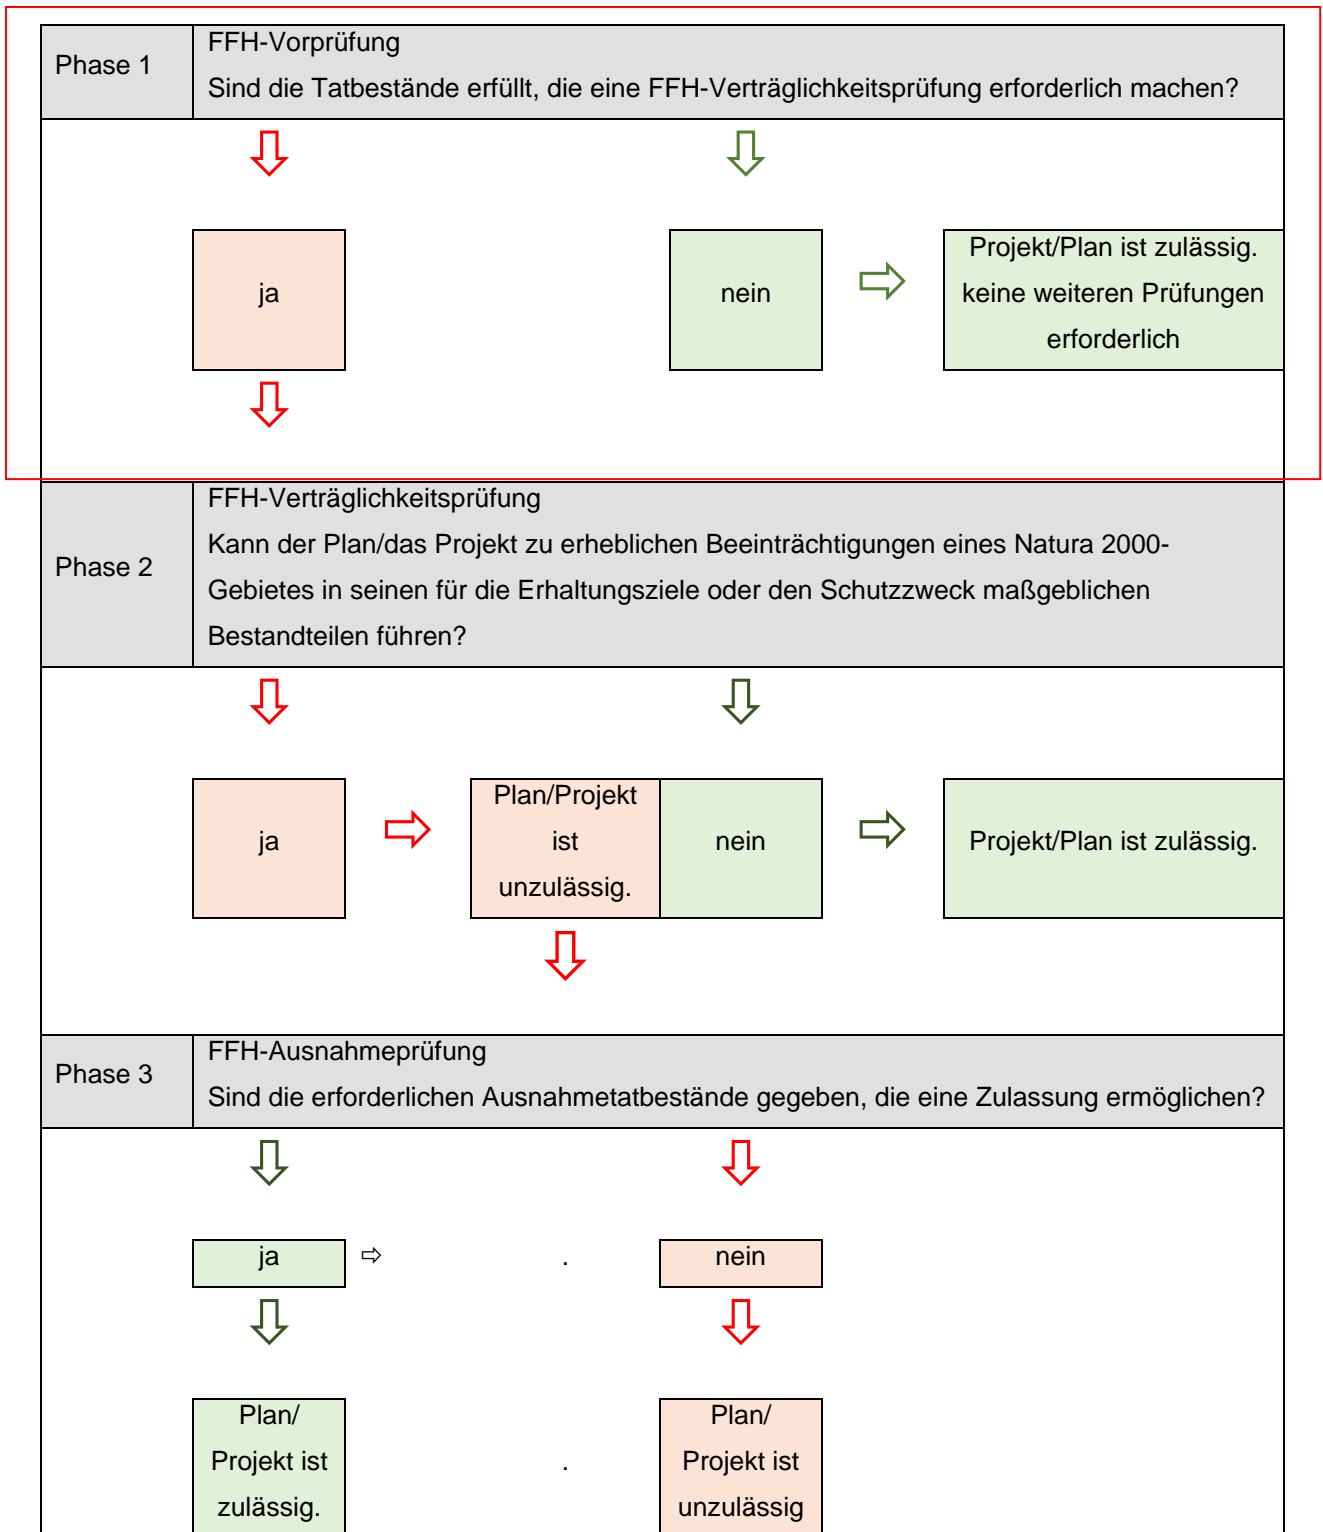 Phase 1
FFH-Vorprüfung
Sind die Tatbestände erfüllt, die eine FFH-Verträglichkeitsprüfung erforderlich machen?
ja
nein
Projekt/Plan ist zulässig.
keine weiteren Prüfungen
erforderlich
Phase 2
FFH-Verträglichkeitsprüfung
Kann der Plan/das Projekt zu erheblichen Beeinträchtigungen eines Natura 2000-
Gebietes in seinen für die Erhaltungsziele oder den Schutzzweck maßgeblichen
Bestandteilen führen?
ja
Plan/Projekt
ist
unzulässig.
nein
Projekt/Plan ist zulässig.
Phase 3
FFH-Ausnahmeprüfung
Sind die erforderlichen Ausnahmetatbestände gegeben, die eine Zulassung ermöglichen?
ja
.
nein
Plan/
Projekt ist
zulässig.
.
Plan/
Projekt ist
unzulässig